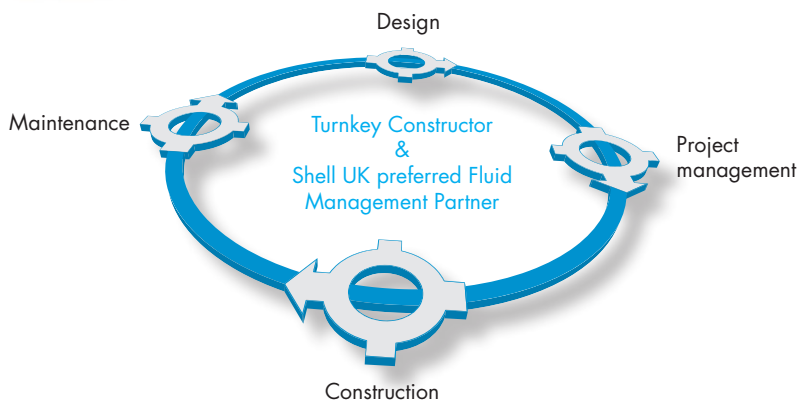 Design
Maintenance
Turnkey Constructor
&
Shell UK preferred Fluid
Management Partner
Project
management
Construction